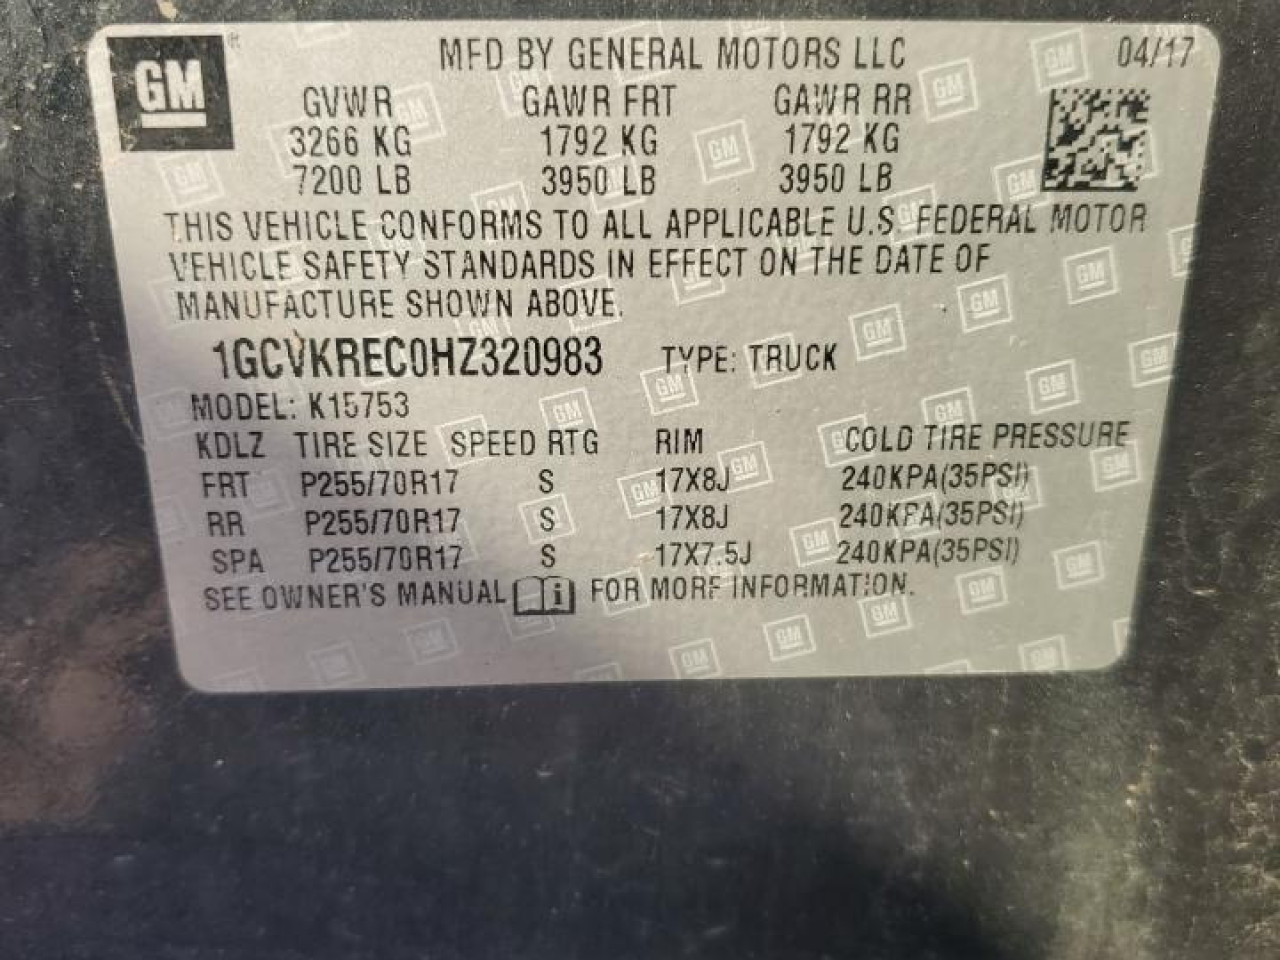 GM
MFD BY GENERAL MOTORS LLC 04/17
GVWR GAWR FRT GAWR RR
3266 KG 1792 KG 1792 KG
7200 LB 3950 LB 3950 LB
THIS VEHICLE CONFORMS TO ALL APPLICABLE U.S. FEDERAL MOTOR
VEHICLE SAFETY STANDARDS IN EFFECT ON THE DATE OF
MANUFACTURE SHOWN ABOVE.
1GCVKREC0HZ320983 TYPE: TRUCK
MODEL: K15753
KDLZ TIRE SIZE SPEED RTG RIM COLD TIRE PRESSURE
FRT P255/70R17 S 17X8J 240KPA(35PSI)
RR P255/70R17 S 17X8J 240KPA(35PSI)
SPA P255/70R17 S 17X7.5J 240KPA(35PSI)
SEE OWNER'S MANUAL i FOR MORE INFORMATION.